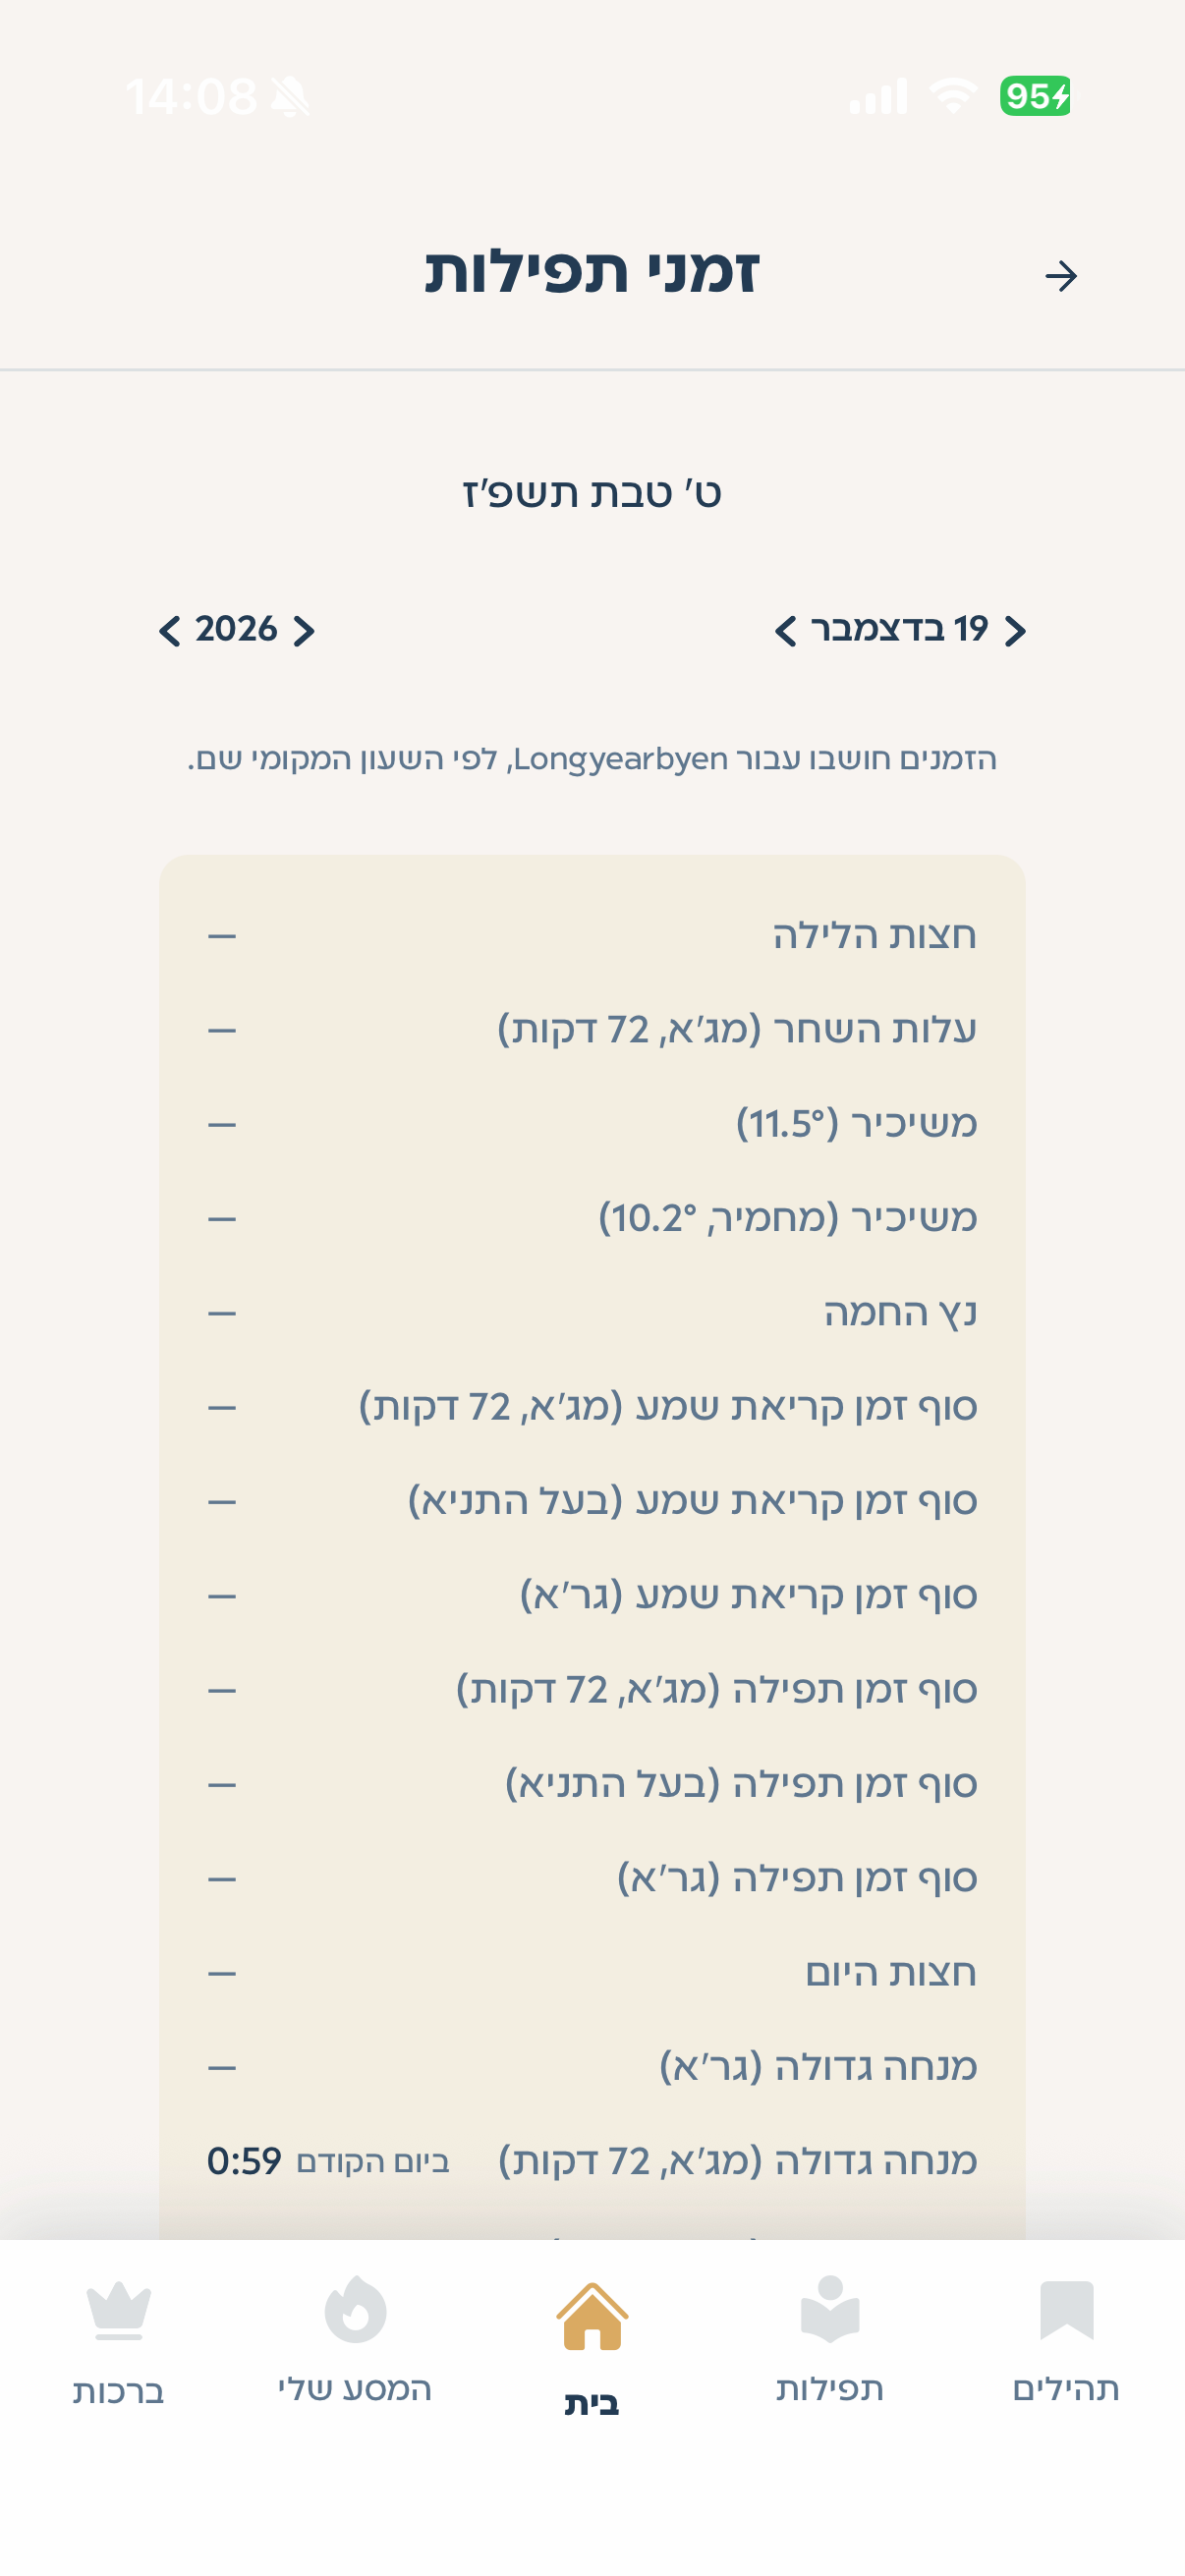 14:08 95
זמני תפילות
ט' טבת תשפ'ז
19 בדצמבר 2026
הזמנים חושבו עבור Longyearbyen, לפי השעון המקומי שם.
חצות הלילה —
עלות השחר (מג'א, 72 דקות) —
משיכיר (11.5°) —
משיכיר (מחמיר, 10.2°) —
נץ החמה —
סוף זמן קריאת שמע (מג'א, 72 דקות) —
סוף זמן קריאת שמע (בעל התניא) —
סוף זמן קריאת שמע (גר'א) —
סוף זמן תפילה (מג'א, 72 דקות) —
סוף זמן תפילה (בעל התניא) —
סוף זמן תפילה (גר'א) —
חצות היום —
מנחה גדולה (גר'א) —
מנחה גדולה (מג'א, 72 דקות) ביום הקודם 0:59
תהילים תפילות בית המסע שלי ברכות